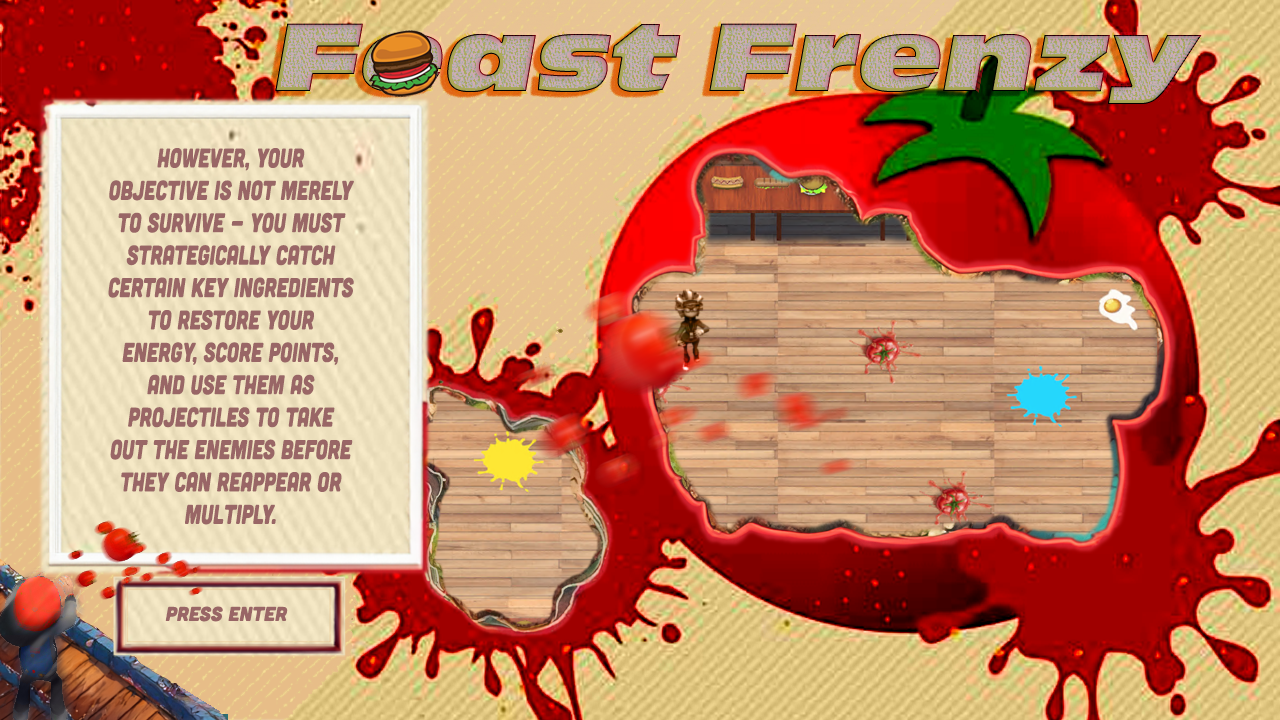 Feast Frenzy
HOWEVER, YOUR
OBJECTIVE IS NOT MERELY
TO SURVIVE – YOU MUST
STRATEGICALLY CATCH
CERTAIN KEY INGREDIENTS
TO RESTORE YOUR
ENERGY, SCORE POINTS,
AND USE THEM AS
PROJECTILES TO TAKE
OUT THE ENEMIES BEFORE
THEY CAN REAPPEAR OR
MULTIPLY.
PRESS ENTER